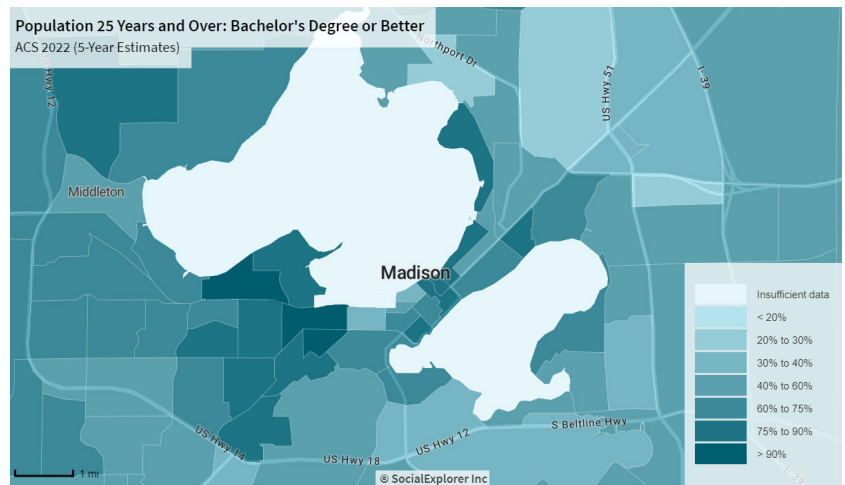 Population 25 Years and Over: Bachelor's Degree or Better
ACS 2022 (5-Year Estimates)
US Hwy 12
Northport Dr
US Hwy 51
I- 39
Middleton
Madison
Insufficient data
< 20%
20% to 30%
30% to 40%
40% to 60%
60% to 75%
75% to 90%
> 90%
US Hwy 14
US Hwy 18
US Hwy 12
S Beltline Hwy
I- 39
1 mi
© SocialExplorer Inc